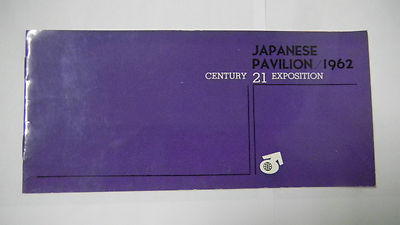 JAPANESE
PAVILION/1962
CENTURY 21 EXPOSITION